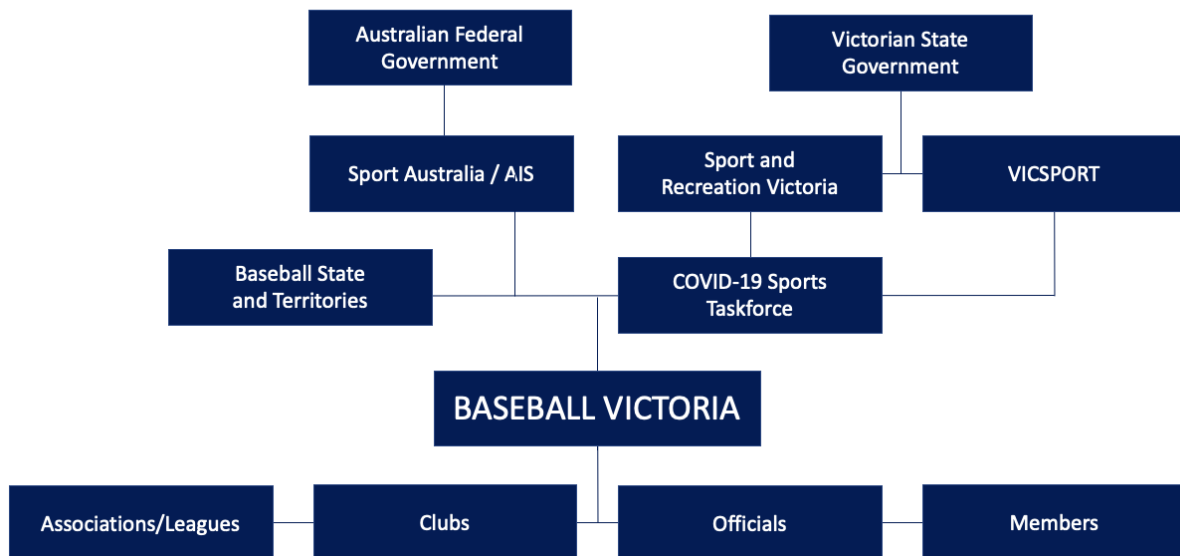 Australian Federal
Government
Victorian State
Government
Sport Australia / AIS
Sport and
Recreation Victoria
VICSPORT
Baseball State
and Territories
COVID-19 Sports
Taskforce
BASEBALL VICTORIA
Associations/Leagues
Clubs
Officials
Members